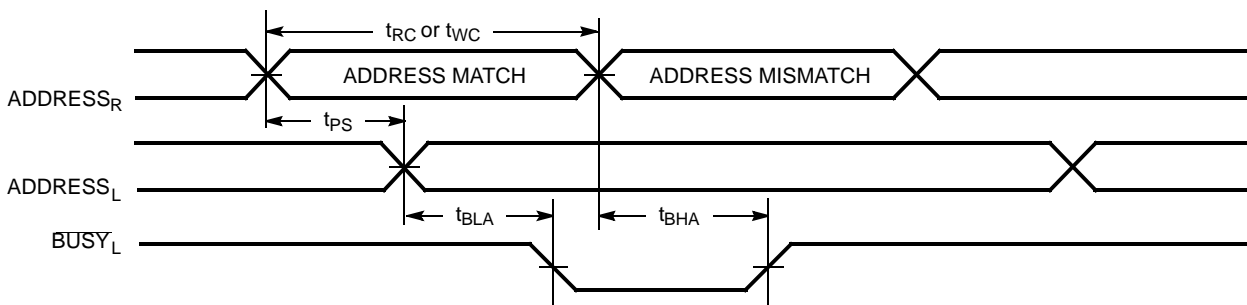 tRC or tWC
ADDRESS MATCH
ADDRESS MISMATCH
ADDRESSR
tPS
ADDRESSL
tBLA
tBHA
BUSYL